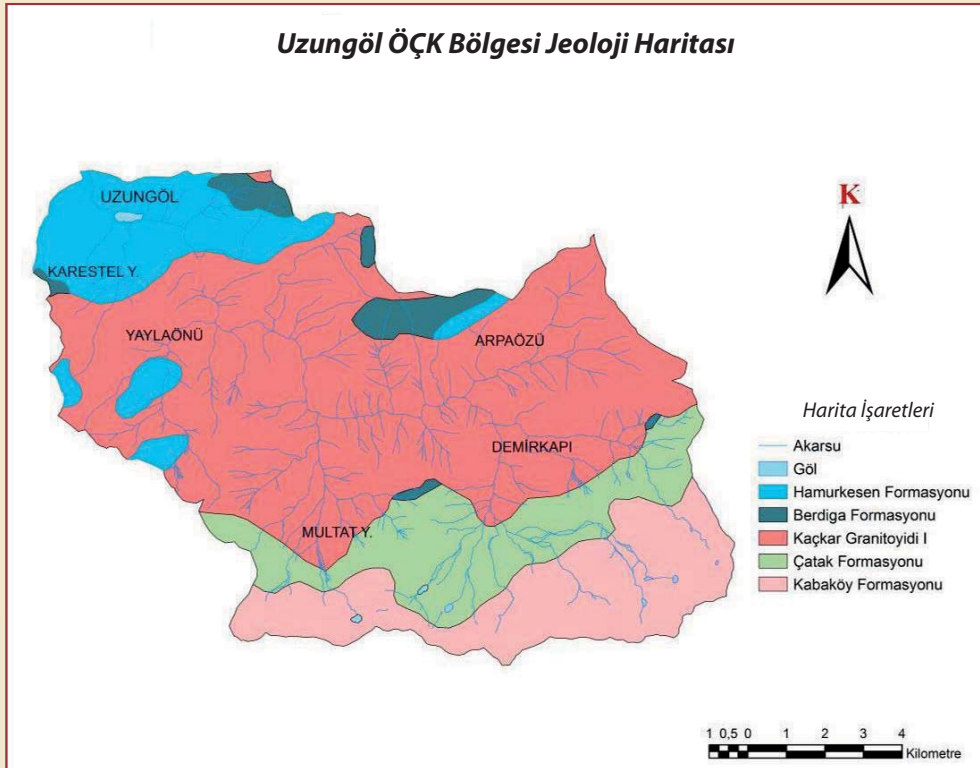 Uzungöl ÖÇK Bölgesi Jeoloji Haritası
UZUNGÖL
K
KARESTEL Y.
YAYLAÖNÜ
ARPAÖZÜ
DEMİRKAPI
MULTAT Y.
Harita İşaretleri
Akarsu
Göl
Hamurkesen Formasyonu
Berdiga Formasyonu
Kaçkar Granitoyidi I
Çatak Formasyonu
Kabaköy Formasyonu
1 0,5 0 1 2 3 4
Kilometre